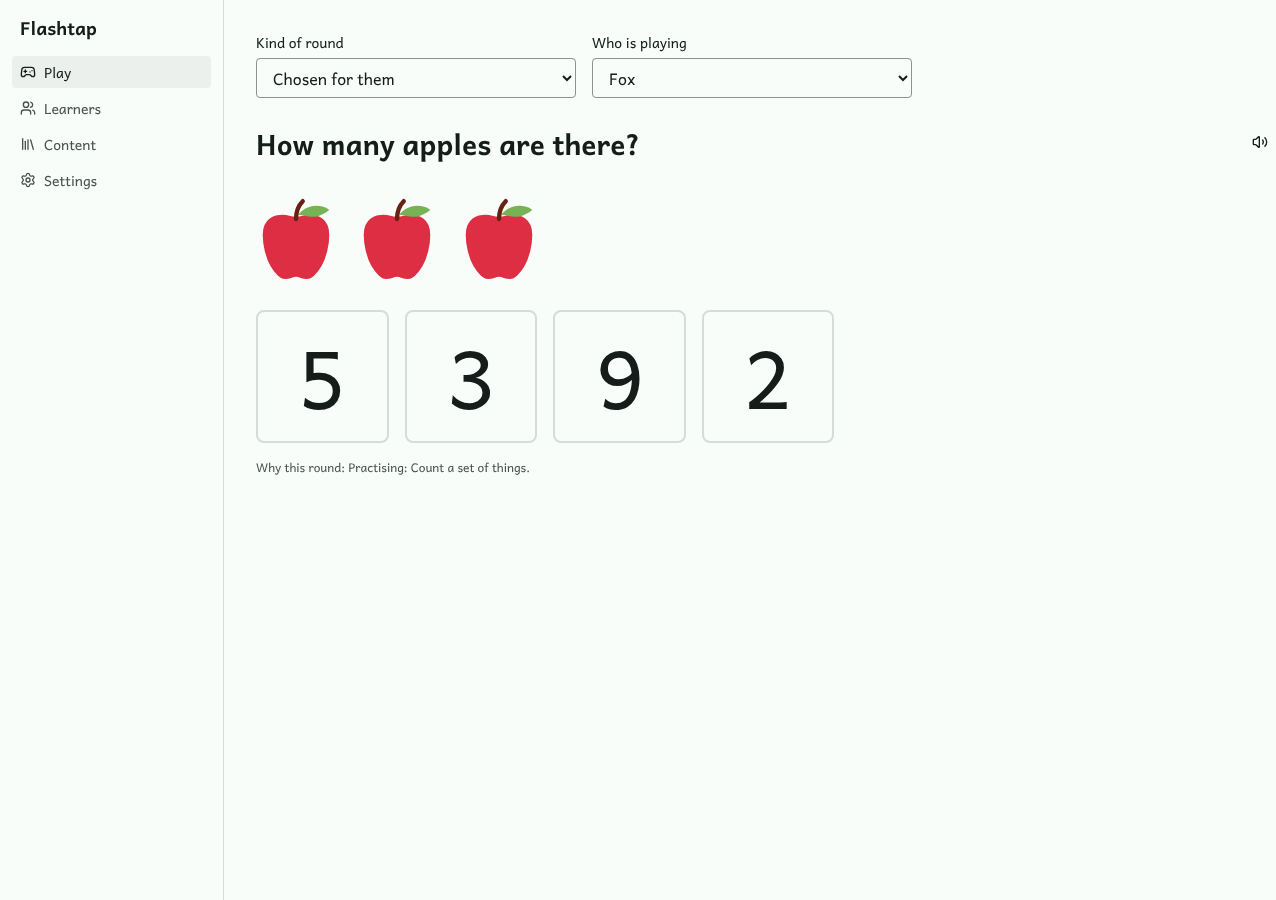 Flashtap
Play
Learners
Content
Settings
Kind of round
Who is playing
Chosen for them
Fox
How many apples are there?
5
3
9
2
Why this round: Practising: Count a set of things.